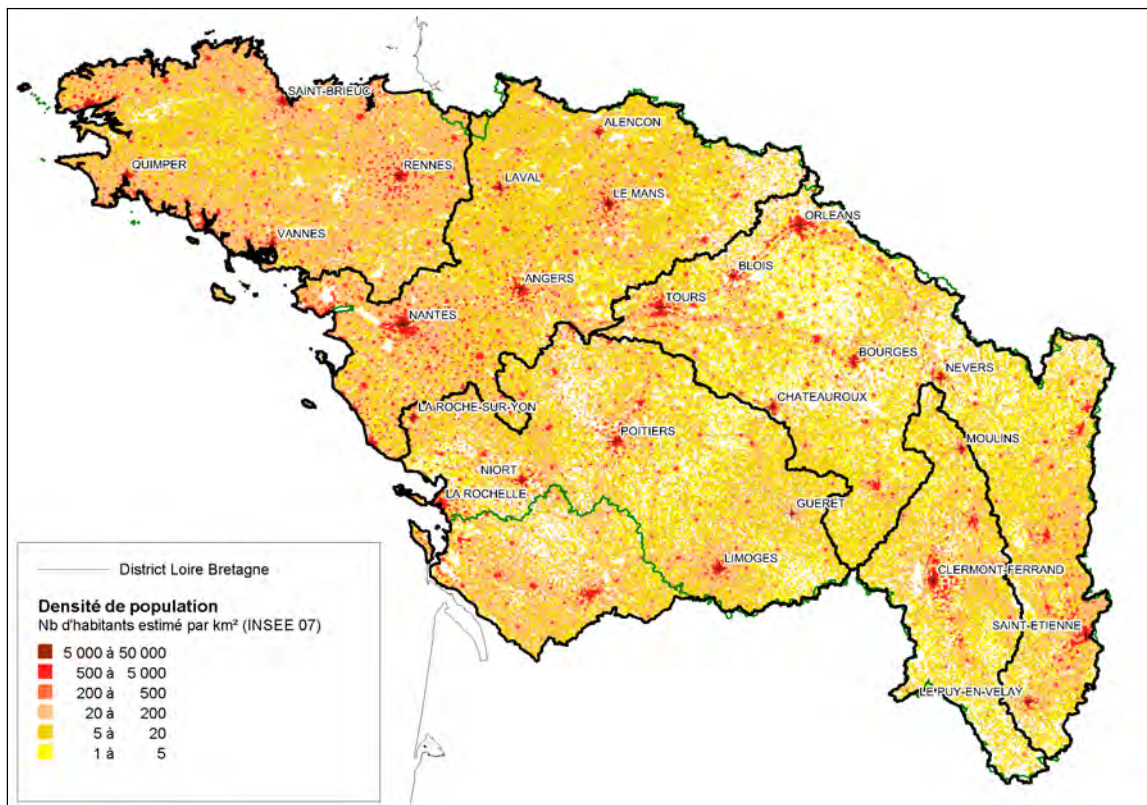 SAINT-BRIEUC
ALENCON
QUIMPER
RENNES
LAVAL
LE MANS
ORLEANS
VANNES
BLOIS
ANGERS
TOURS
NANTES
BOURGES
NEVERS
CHATEAUROUX
LA ROCHE-SUR-YON
POITIERS
MOULINS
NIORT
LA ROCHELLE
GUERET
LIMOGES
CLERMONT-FERRAND
SAINT-ETIENNE
LE PUY-EN-VELAY
District Loire Bretagne
Densité de population
Nb d'habitants estimé par km² (INSEE 07)
5 000 à 50 000
500 à 5 000
200 à 500
20 à 200
5 à 20
1 à 5